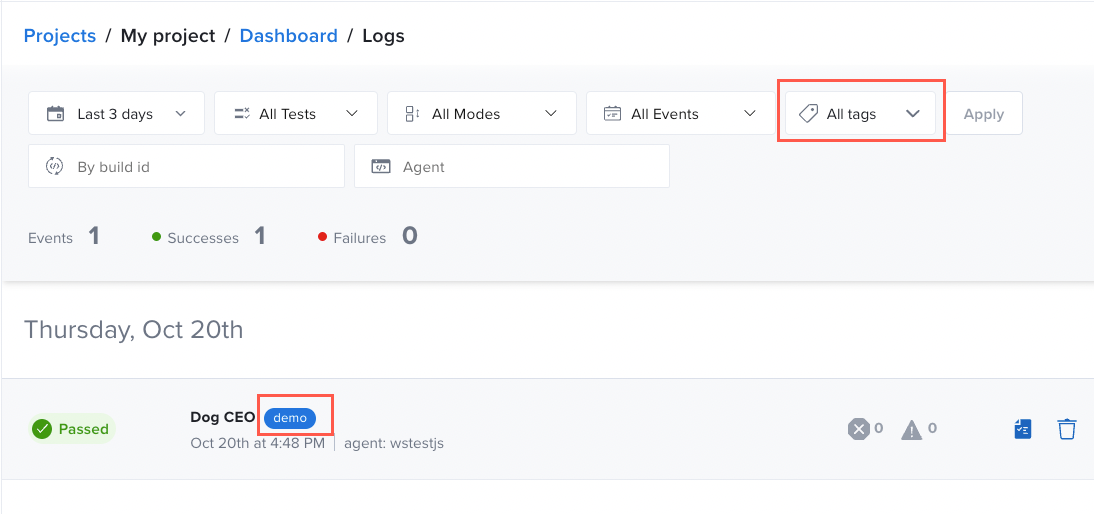 Projects / My project / Dashboard / Logs
Last 3 days All Tests All Modes All Events All tags Apply
By build id Agent
Events 1 Successes 1 Failures 0
Thursday, Oct 20th
Passed Dog CEO demo 0 0
Oct 20th at 4:48 PM agent: wstestjs